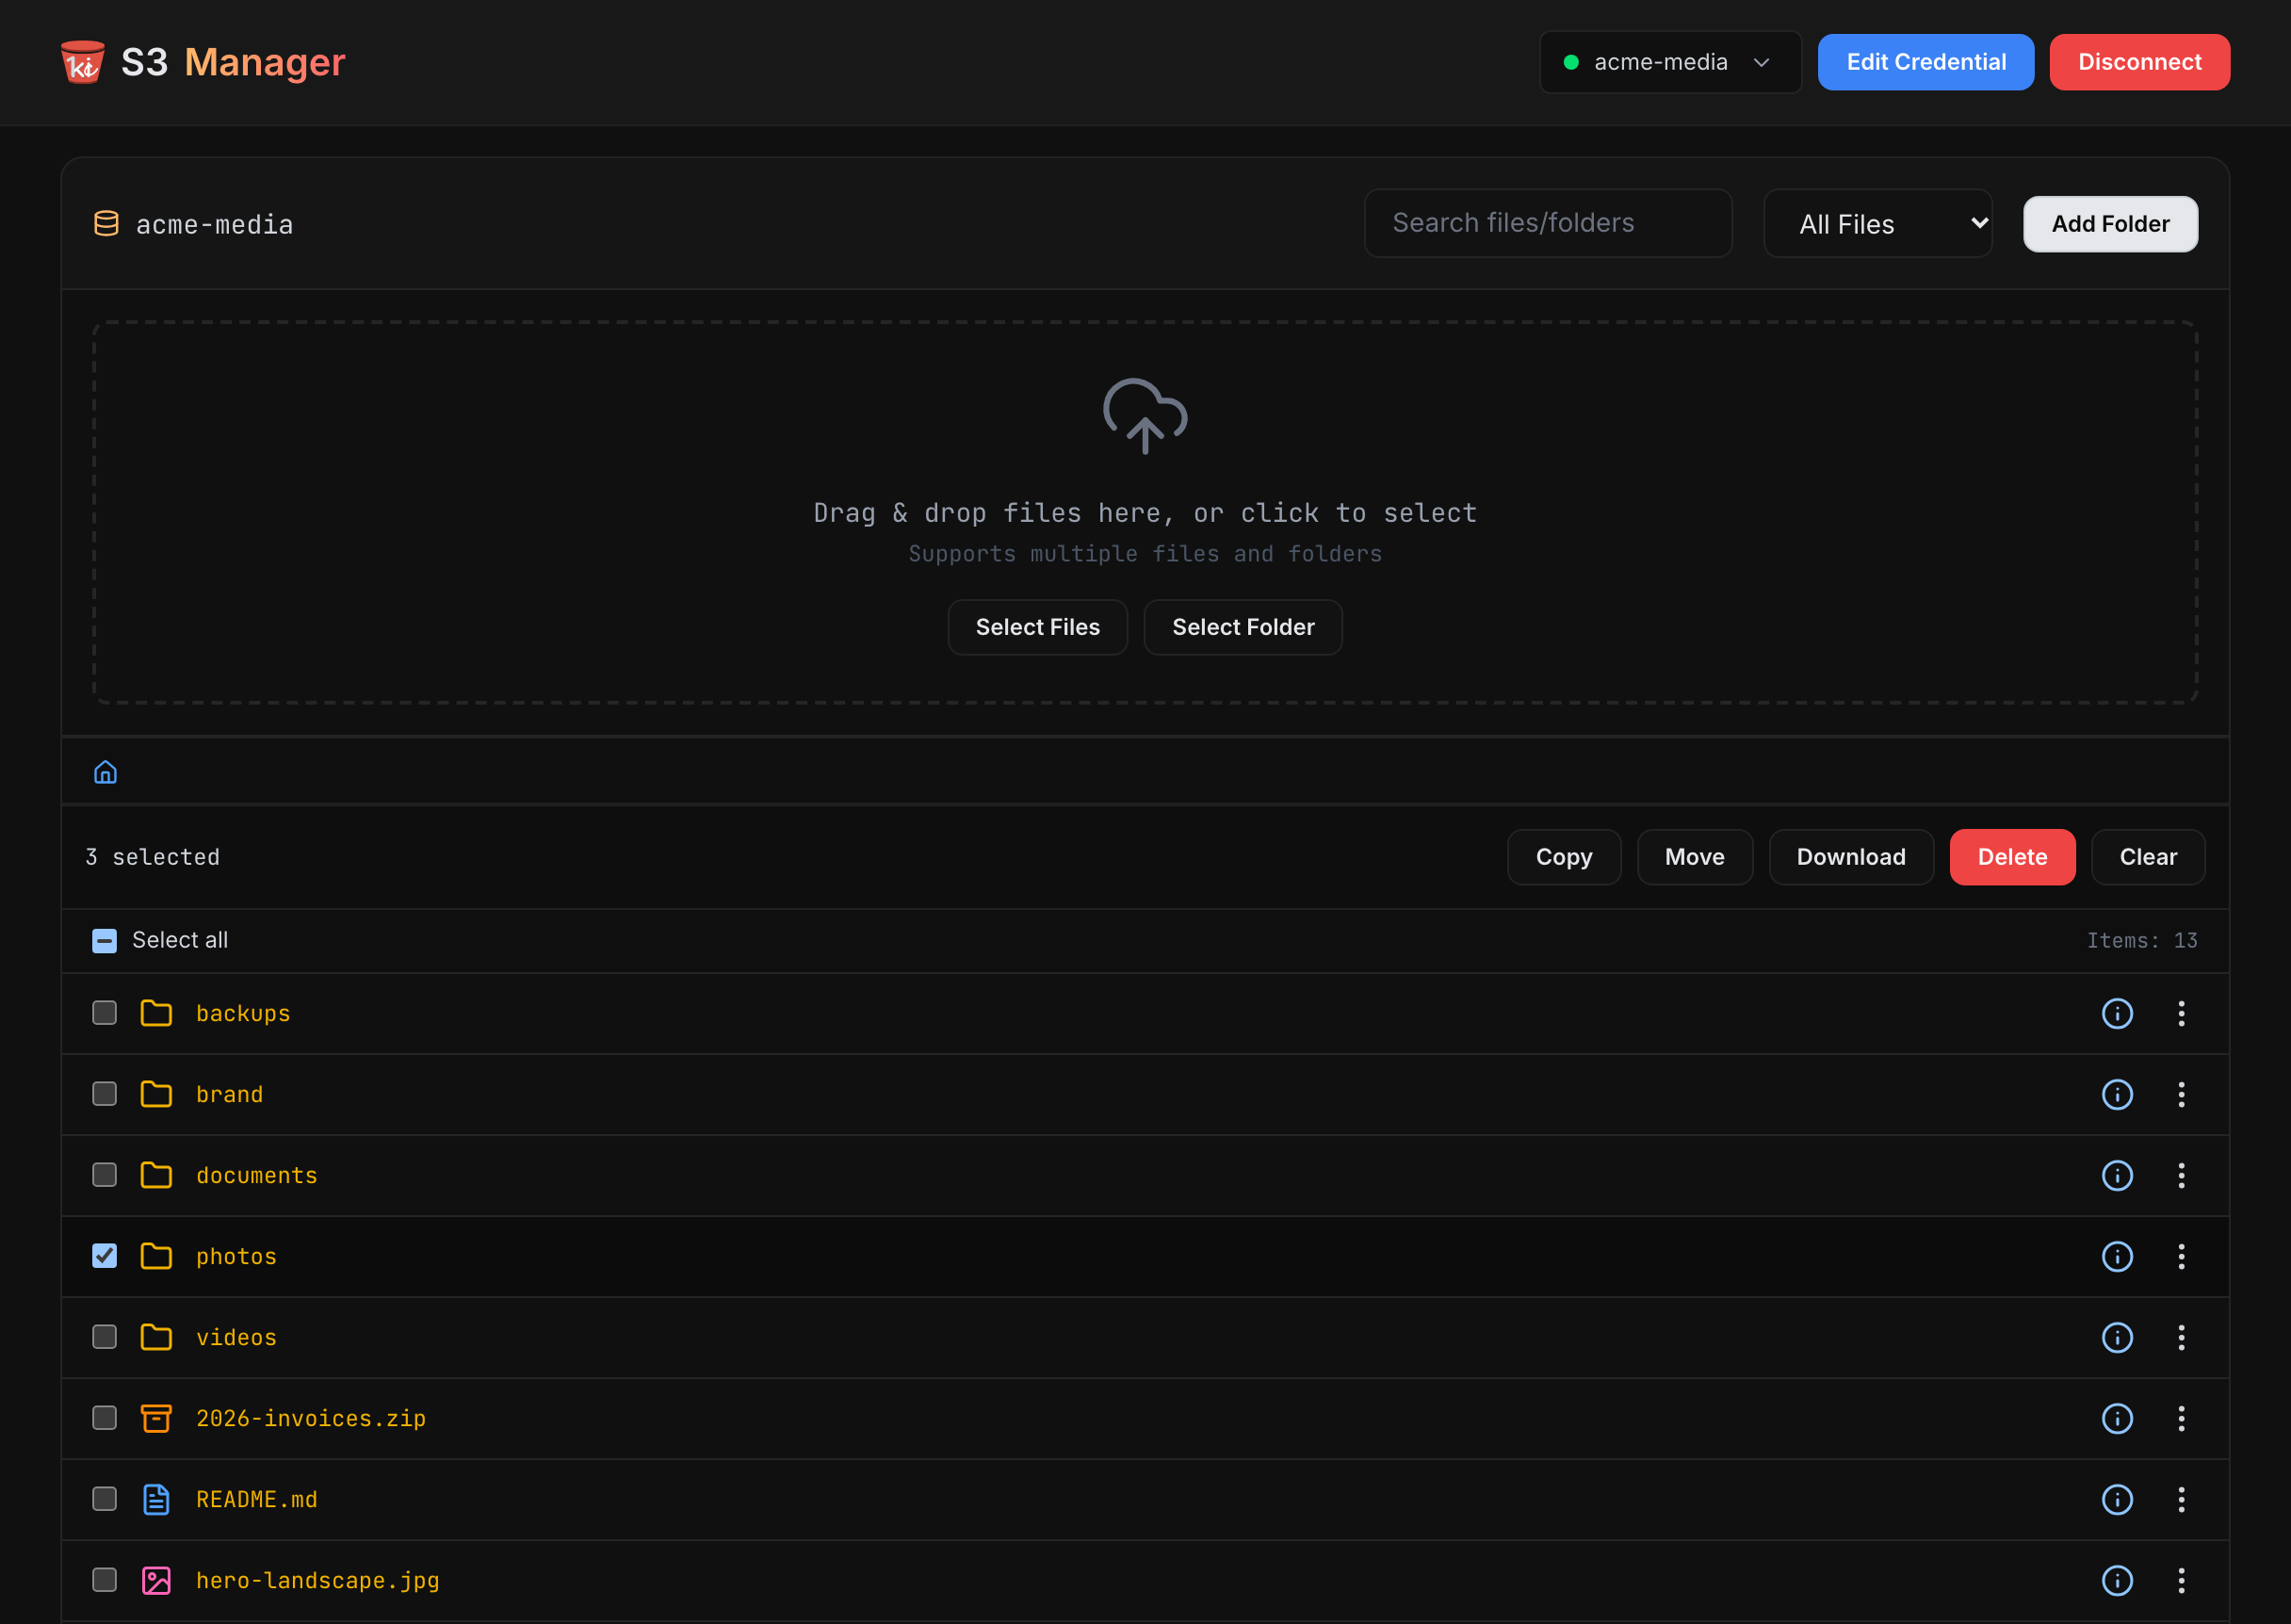 S3 Manager
acme-media
Edit Credential
Disconnect
acme-media
Search files/folders
All Files
Add Folder
Drag & drop files here, or click to select
Supports multiple files and folders
Select Files
Select Folder
3 selected
Copy
Move
Download
Delete
Clear
Select all
Items: 13
backups
brand
documents
photos
videos
2026-invoices.zip
README.md
hero-landscape.jpg